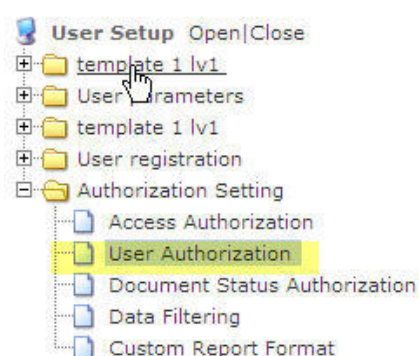 User Setup Open|Close
template 1 lv1
User Parameters
template 1 lv1
User registration
Authorization Setting
Access Authorization
User Authorization
Document Status Authorization
Data Filtering
Custom Report Format